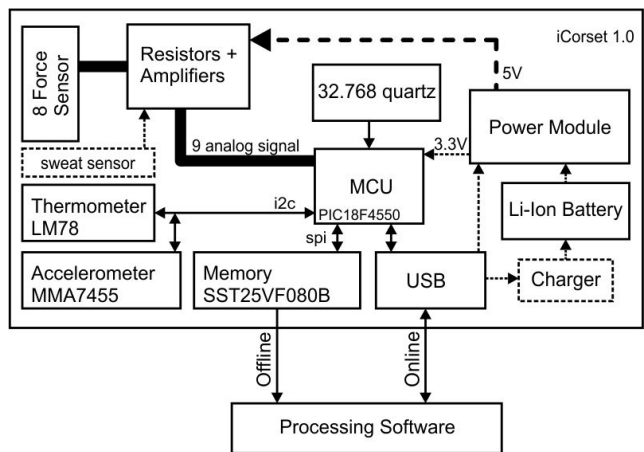 iCorset 1.0
8 Force
Sensor
Resistors +
Amplifiers
5V
32.768 quartz
Power Module
sweat sensor
9 analog signal
3.3V
MCU
PIC18F4550
Thermometer
LM78
i2c
Li-Ion Battery
spi
Accelerometer
MMA7455
Memory
SST25VF080B
USB
Charger
Offline
Online
Processing Software